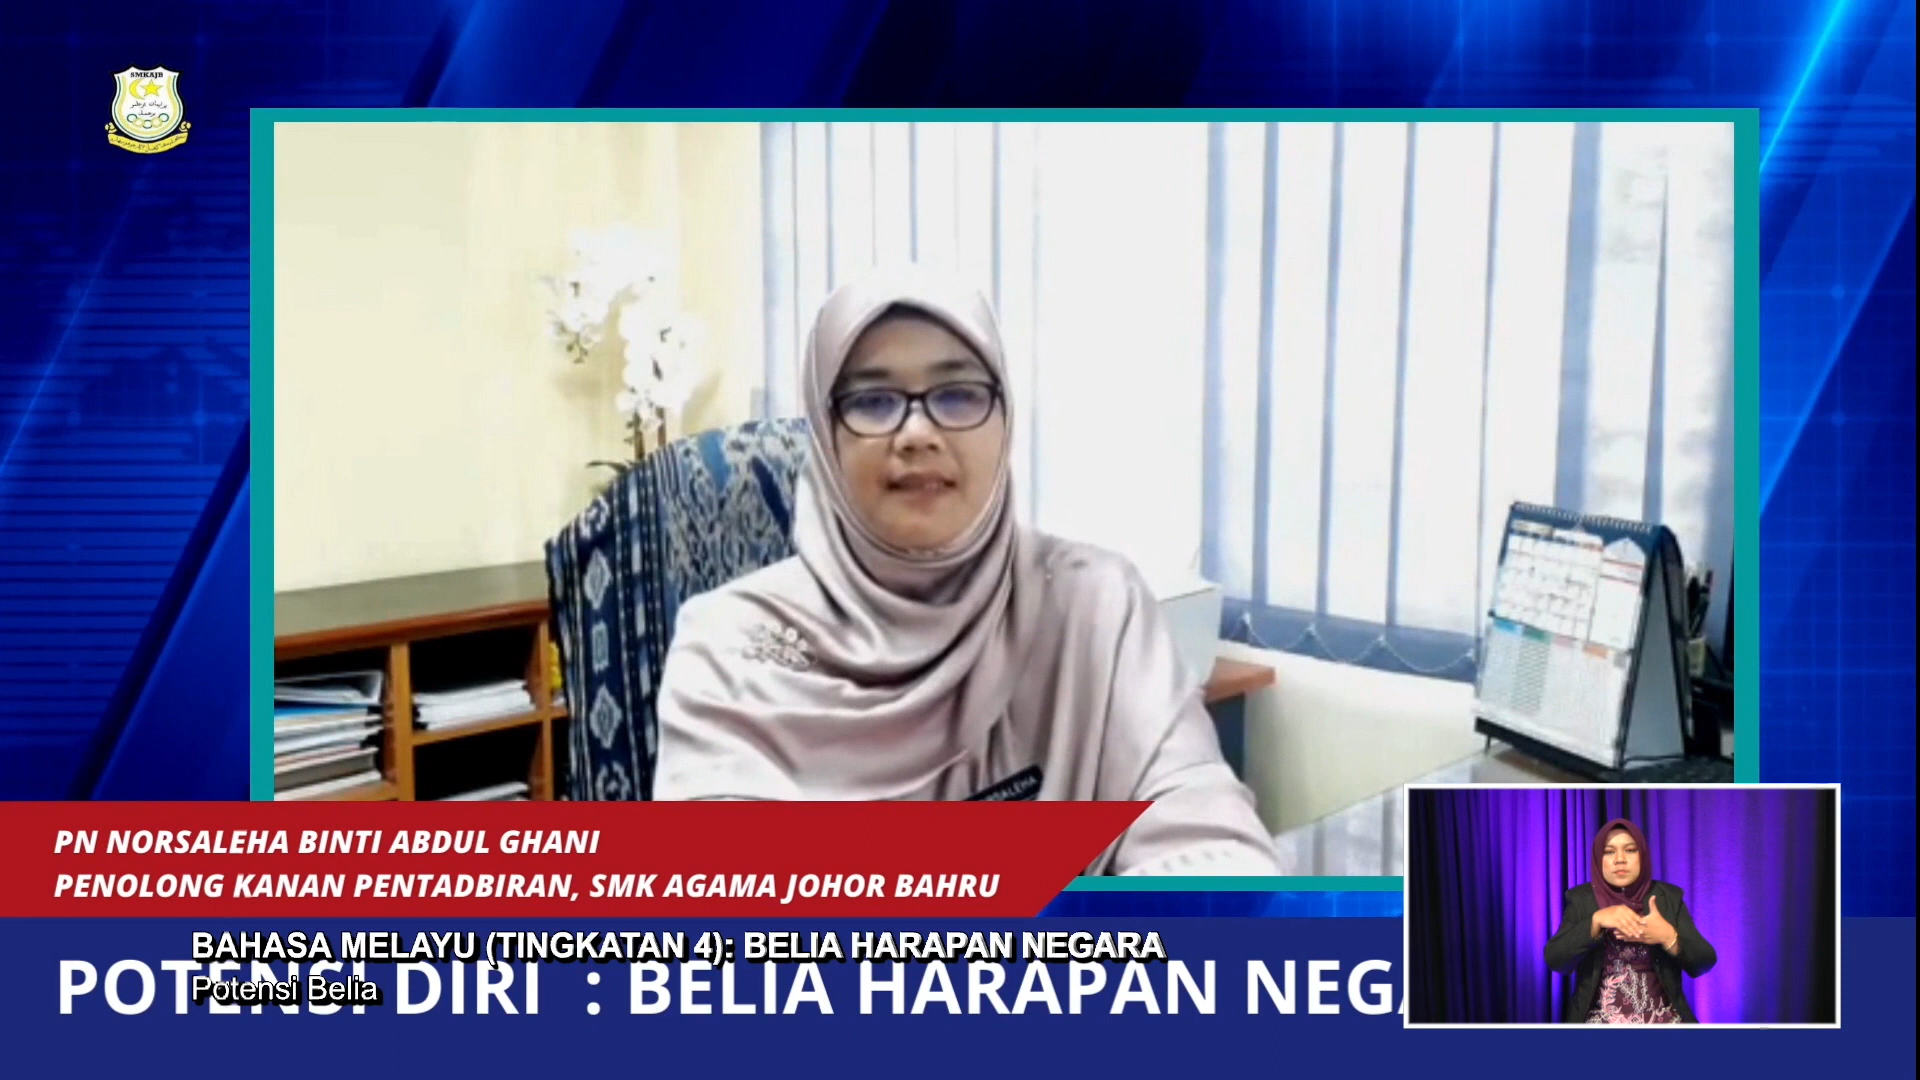 SMKAJB
PN NORSALEHA BINTI ABDUL GHANI
PENOLONG KANAN PENTADBIRAN, SMK AGAMA JOHOR BAHRU
BAHASA MELAYU (TINGKATAN 4): BELIA HARAPAN NEGARA
Potensi Belia
POTENSI DIRI : BELIA HARAPAN